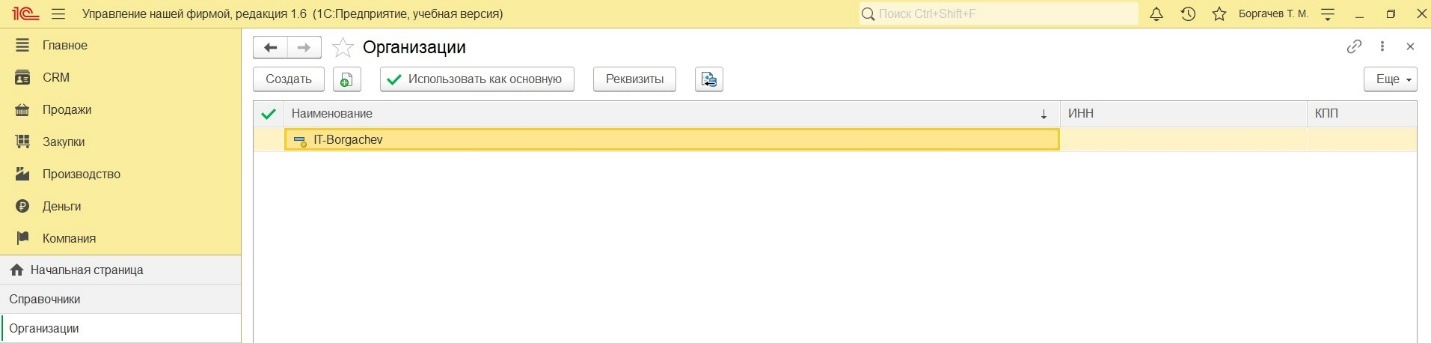 1С Управление нашей фирмой, редакция 1.6 (1С:Предприятие, учебная версия) Поиск Ctrl+Shift+F Боргачев Т. М.
Главное
CRM
Продажи
Закупки
Производство
Деньги
Компания
Начальная страница
Справочники
Организации
Организации
Создать Использовать как основную Реквизиты Еще
Наименование ИНН КПП
IT-Borgachev